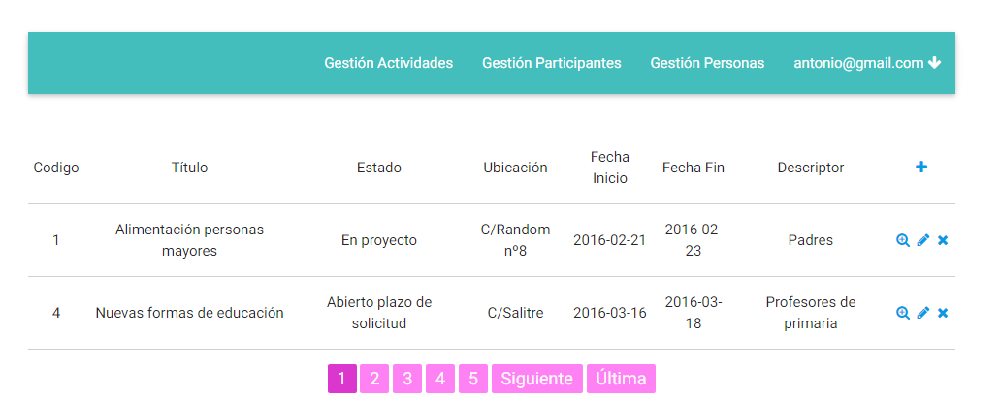 Gestión Actividades Gestión Participantes Gestión Personas antonio@gmail.com
Codigo Título Estado Ubicación Fecha Inicio Fecha Fin Descriptor
1 Alimentación personas mayores En proyecto C/Random nº8 2016-02-21 2016-02-23 Padres
4 Nuevas formas de educación Abierto plazo de solicitud C/Salitre 2016-03-16 2016-03-18 Profesores de primaria
1 2 3 4 5 Siguiente Última